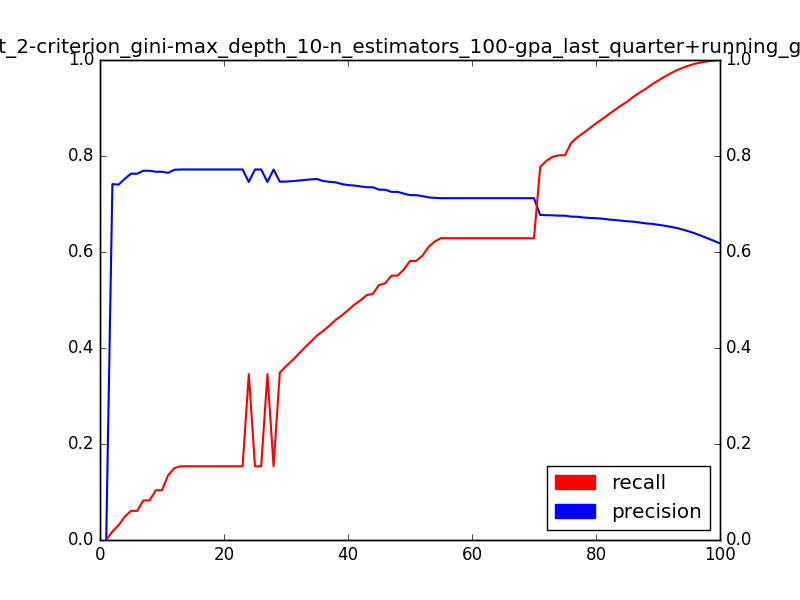 t_2-criterion_gini-max_depth_10-n_estimators_100-gpa_last_quarter+running_g
1.0 1.0
0.8 0.8
0.6 0.6
0.4 0.4
0.2 0.2
recall
precision
0.0 0.0
0 20 40 60 80 100